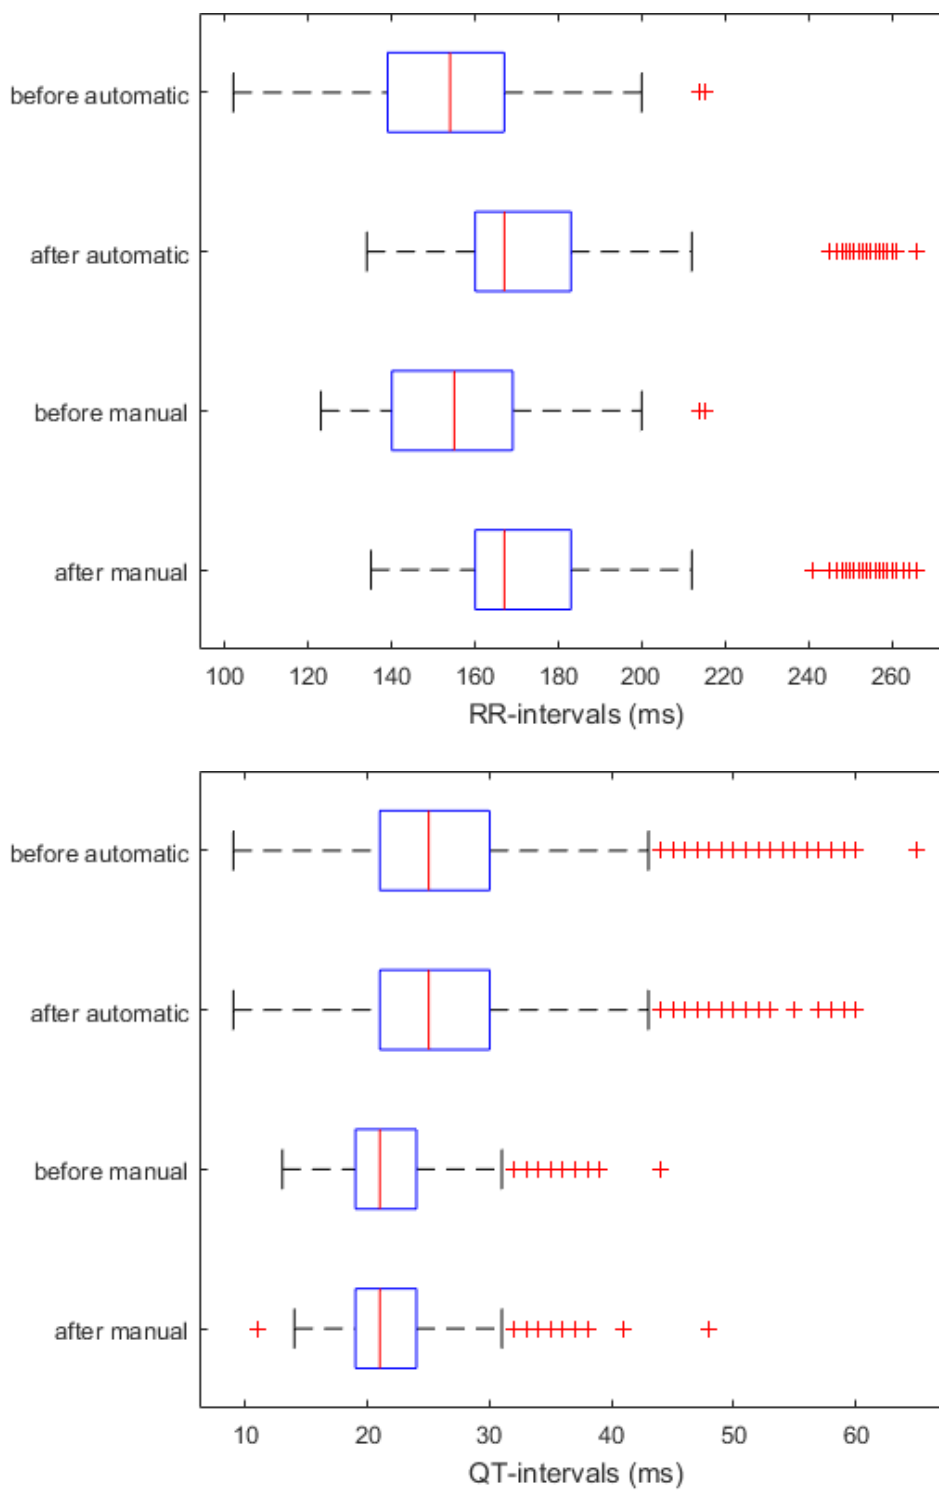 before automatic
after automatic
before manual
after manual
100 120 140 160 180 200 220 240 260
RR-intervals (ms)
before automatic
after automatic
before manual
after manual
10 20 30 40 50 60
QT-intervals (ms)